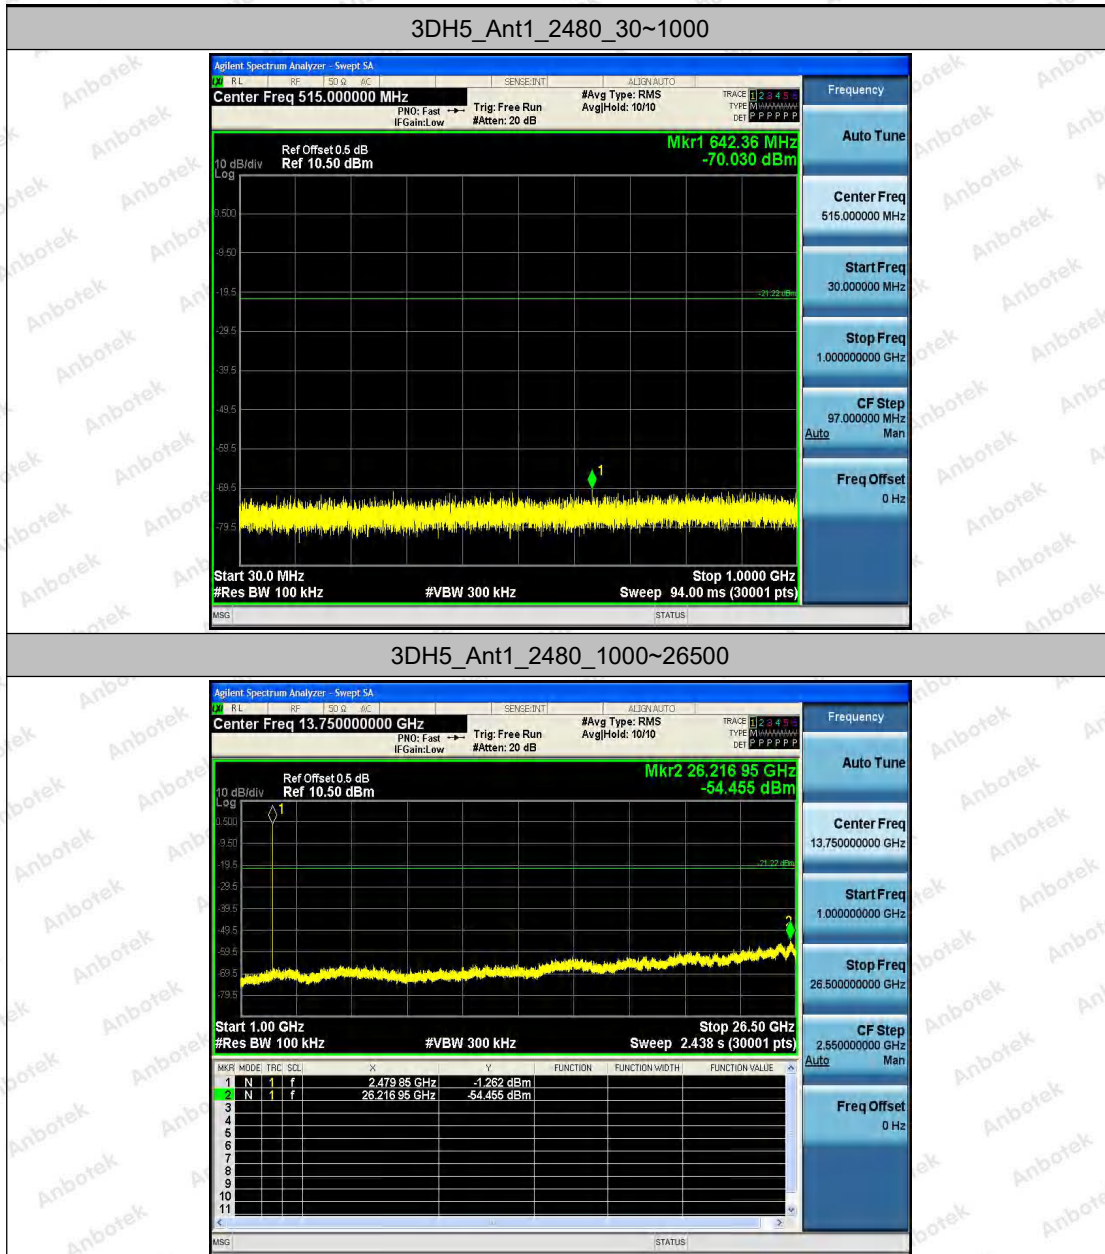 3DH5_Ant1_2480_30~1000
Agilent Spectrum Analyzer - Swept SA
RL RF 50 Ω AC SENSE:INT ALIGN AUTO
Center Freq 515.000000 MHz
PNO: Fast
IFGain:Low
Trig: Free Run
#Atten: 20 dB
#Avg Type: RMS
Avg|Hold: 10/10
TRACE 1 2 3 4 5 6
TYPE M
DET P P P P P P
Frequency
Mkr1 642.36 MHz
-70.030 dBm
Ref Offset 0.5 dB
10 dB/div Ref 10.50 dBm
Log
0.500
-9.50
-19.5
-21.22 dBm
-29.5
-39.5
-49.5
-59.5
-69.5
-79.5
1
Start 30.0 MHz Stop 1.0000 GHz
#Res BW 100 kHz #VBW 300 kHz Sweep 94.00 ms (30001 pts)
MSG STATUS
Auto Tune
Center Freq
515.000000 MHz
Start Freq
30.000000 MHz
Stop Freq
1.000000000 GHz
CF Step
97.000000 MHz
Auto Man
Freq Offset
0 Hz
3DH5_Ant1_2480_1000~26500
Agilent Spectrum Analyzer - Swept SA
RL RF 50 Ω AC SENSE:INT ALIGN AUTO
Center Freq 13.750000000 GHz
PNO: Fast
IFGain:Low
Trig: Free Run
#Atten: 20 dB
#Avg Type: RMS
Avg|Hold: 10/10
TRACE 1 2 3 4 5 6
TYPE M
DET P P P P P P
Frequency
Mkr2 26.216 95 GHz
-54.455 dBm
Ref Offset 0.5 dB
10 dB/div Ref 10.50 dBm
Log
0.500
-9.50
-19.5
-29.5
-39.5
-49.5
-59.5
-69.5
-79.5
1
2
Start 1.00 GHz Stop 26.50 GHz
#Res BW 100 kHz #VBW 300 kHz Sweep 2.438 s (30001 pts)
MKR MODE TRC SCL X Y FUNCTION FUNCTION WIDTH FUNCTION VALUE
1 N 1 f 2.479 85 GHz -1.262 dBm
2 N 1 f 26.216 95 GHz -54.455 dBm
3
4
5
6
7
8
9
10
11
MSG STATUS
Auto Tune
Center Freq
13.750000000 GHz
Start Freq
1.000000000 GHz
Stop Freq
26.500000000 GHz
CF Step
2.550000000 GHz
Auto Man
Freq Offset
0 Hz
Anbotek